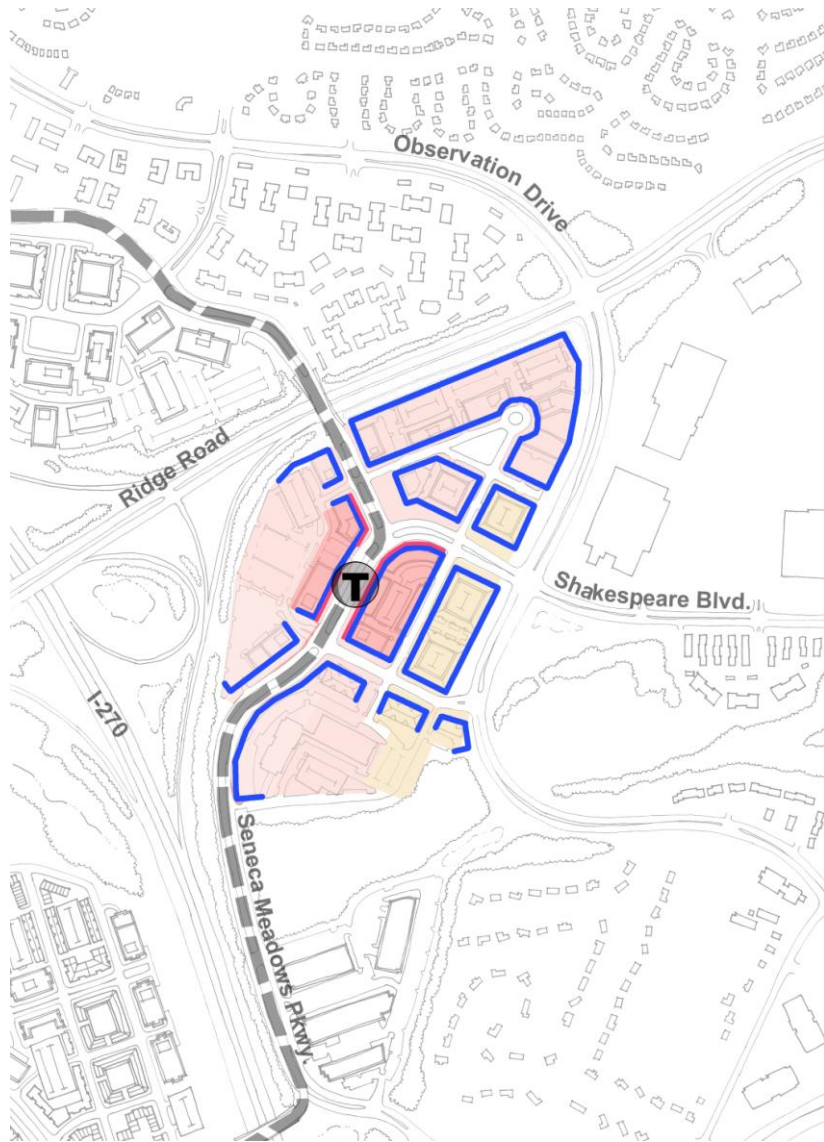 Observation Drive
Ridge Road
T
Shakespeare Blvd.
I-270
Seneca Meadows Pkwy.